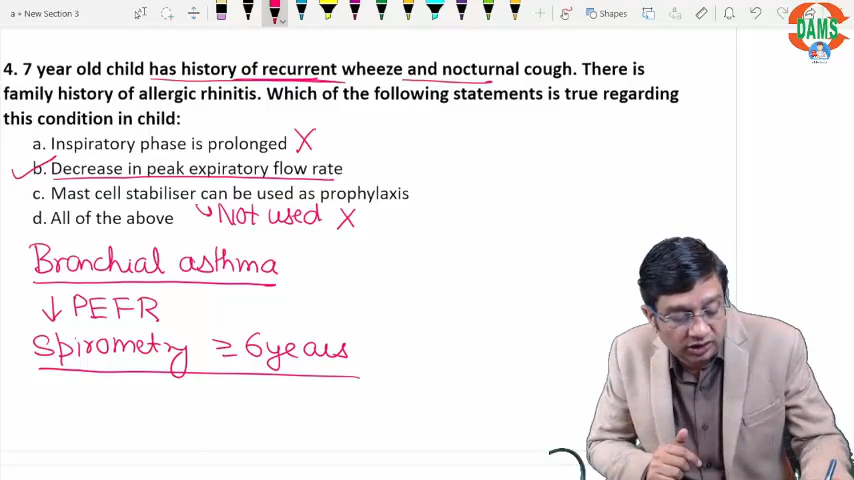 a = New Section 3
Shapes
DAMS
4. 7 year old child has history of recurrent wheeze and nocturnal cough. There is
family history of allergic rhinitis. Which of the following statements is true regarding
this condition in child:
a. Inspiratory phase is prolonged X
b. Decrease in peak expiratory flow rate
c. Mast cell stabiliser can be used as prophylaxis
d. All of the above
Not used X
Bronchial asthma
↓ PEFR
Spirometry ≥ 6 years